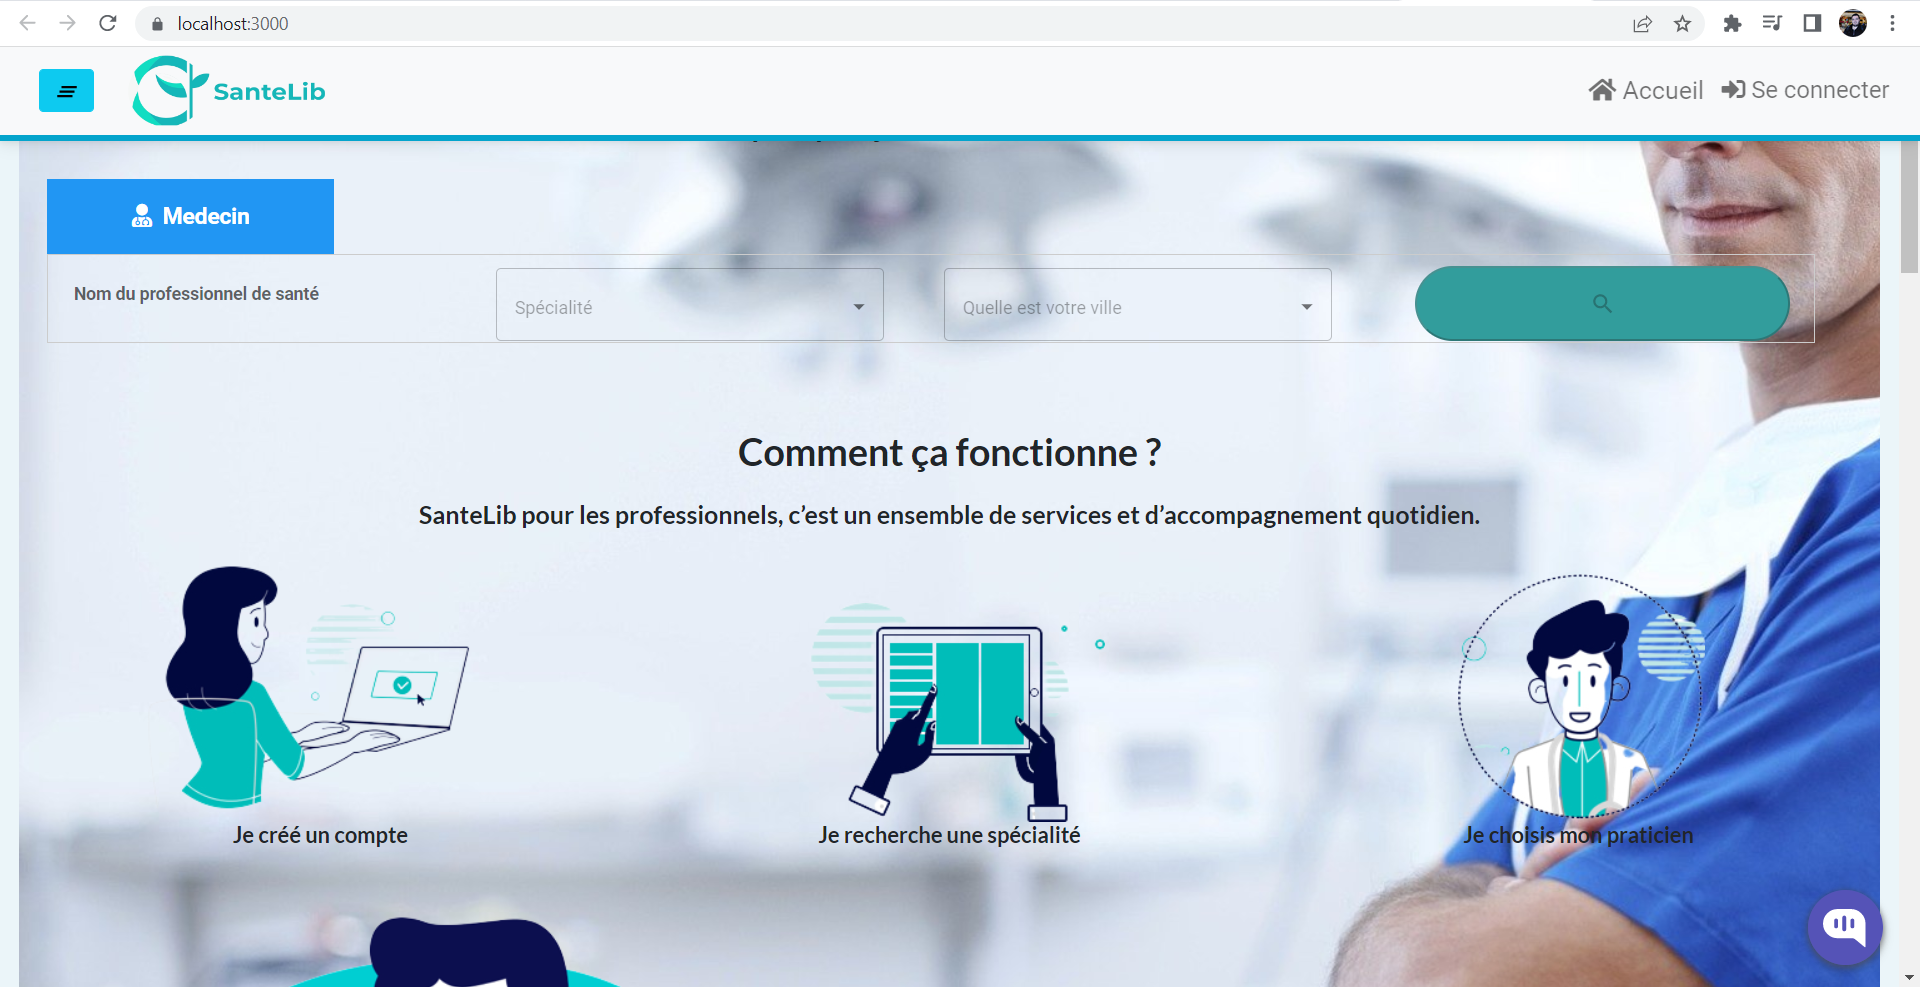 localhost:3000
SanteLib
Accueil
Se connecter
Medecin
Nom du professionnel de santé
Spécialité
Quelle est votre ville
Comment ça fonctionne ?
SanteLib pour les professionnels, c’est un ensemble de services et d’accompagnement quotidien.
Je créé un compte
Je recherche une spécialité
Je choisis mon praticien